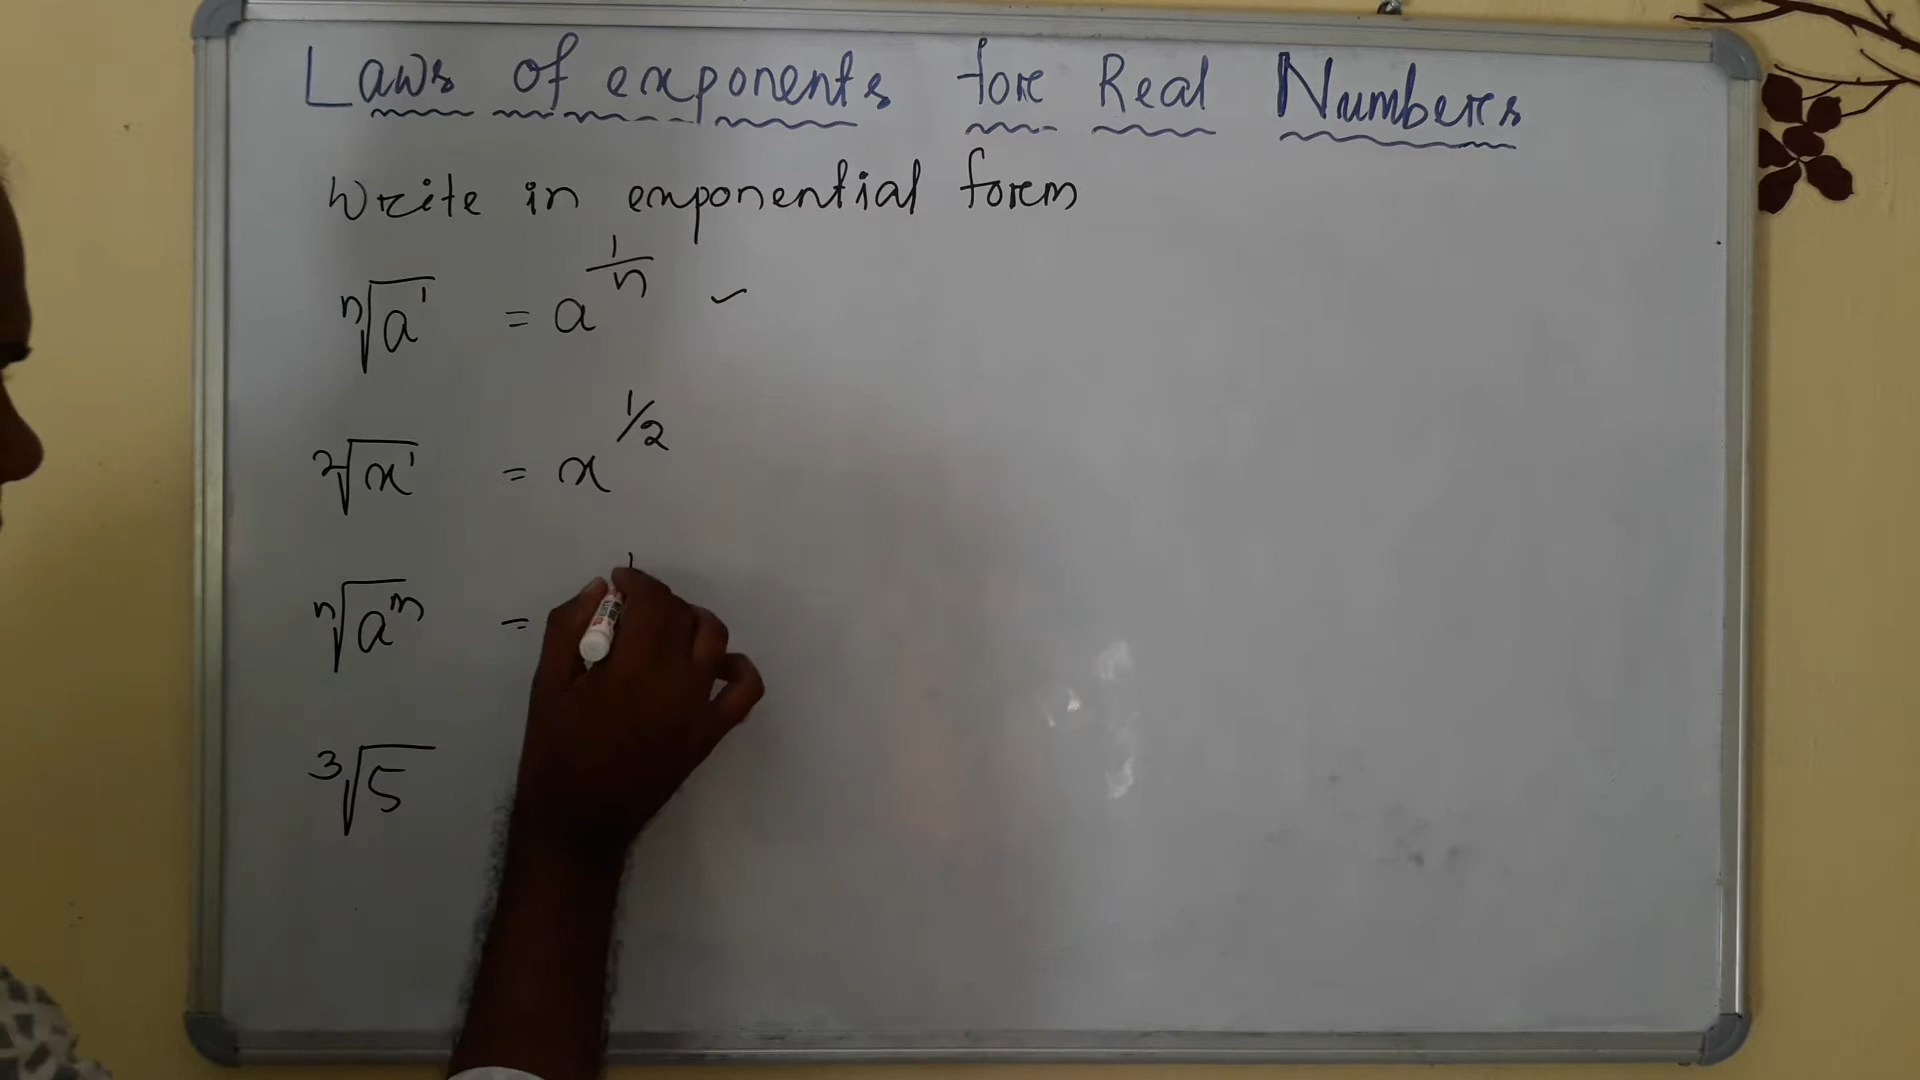 Laws of exponents for Real Numbers
Write in exponential form
ⁿ√a¹ = a^(1/n) ✓
²√x¹ = x^(1/2)
ⁿ√aᵐ =
³√5